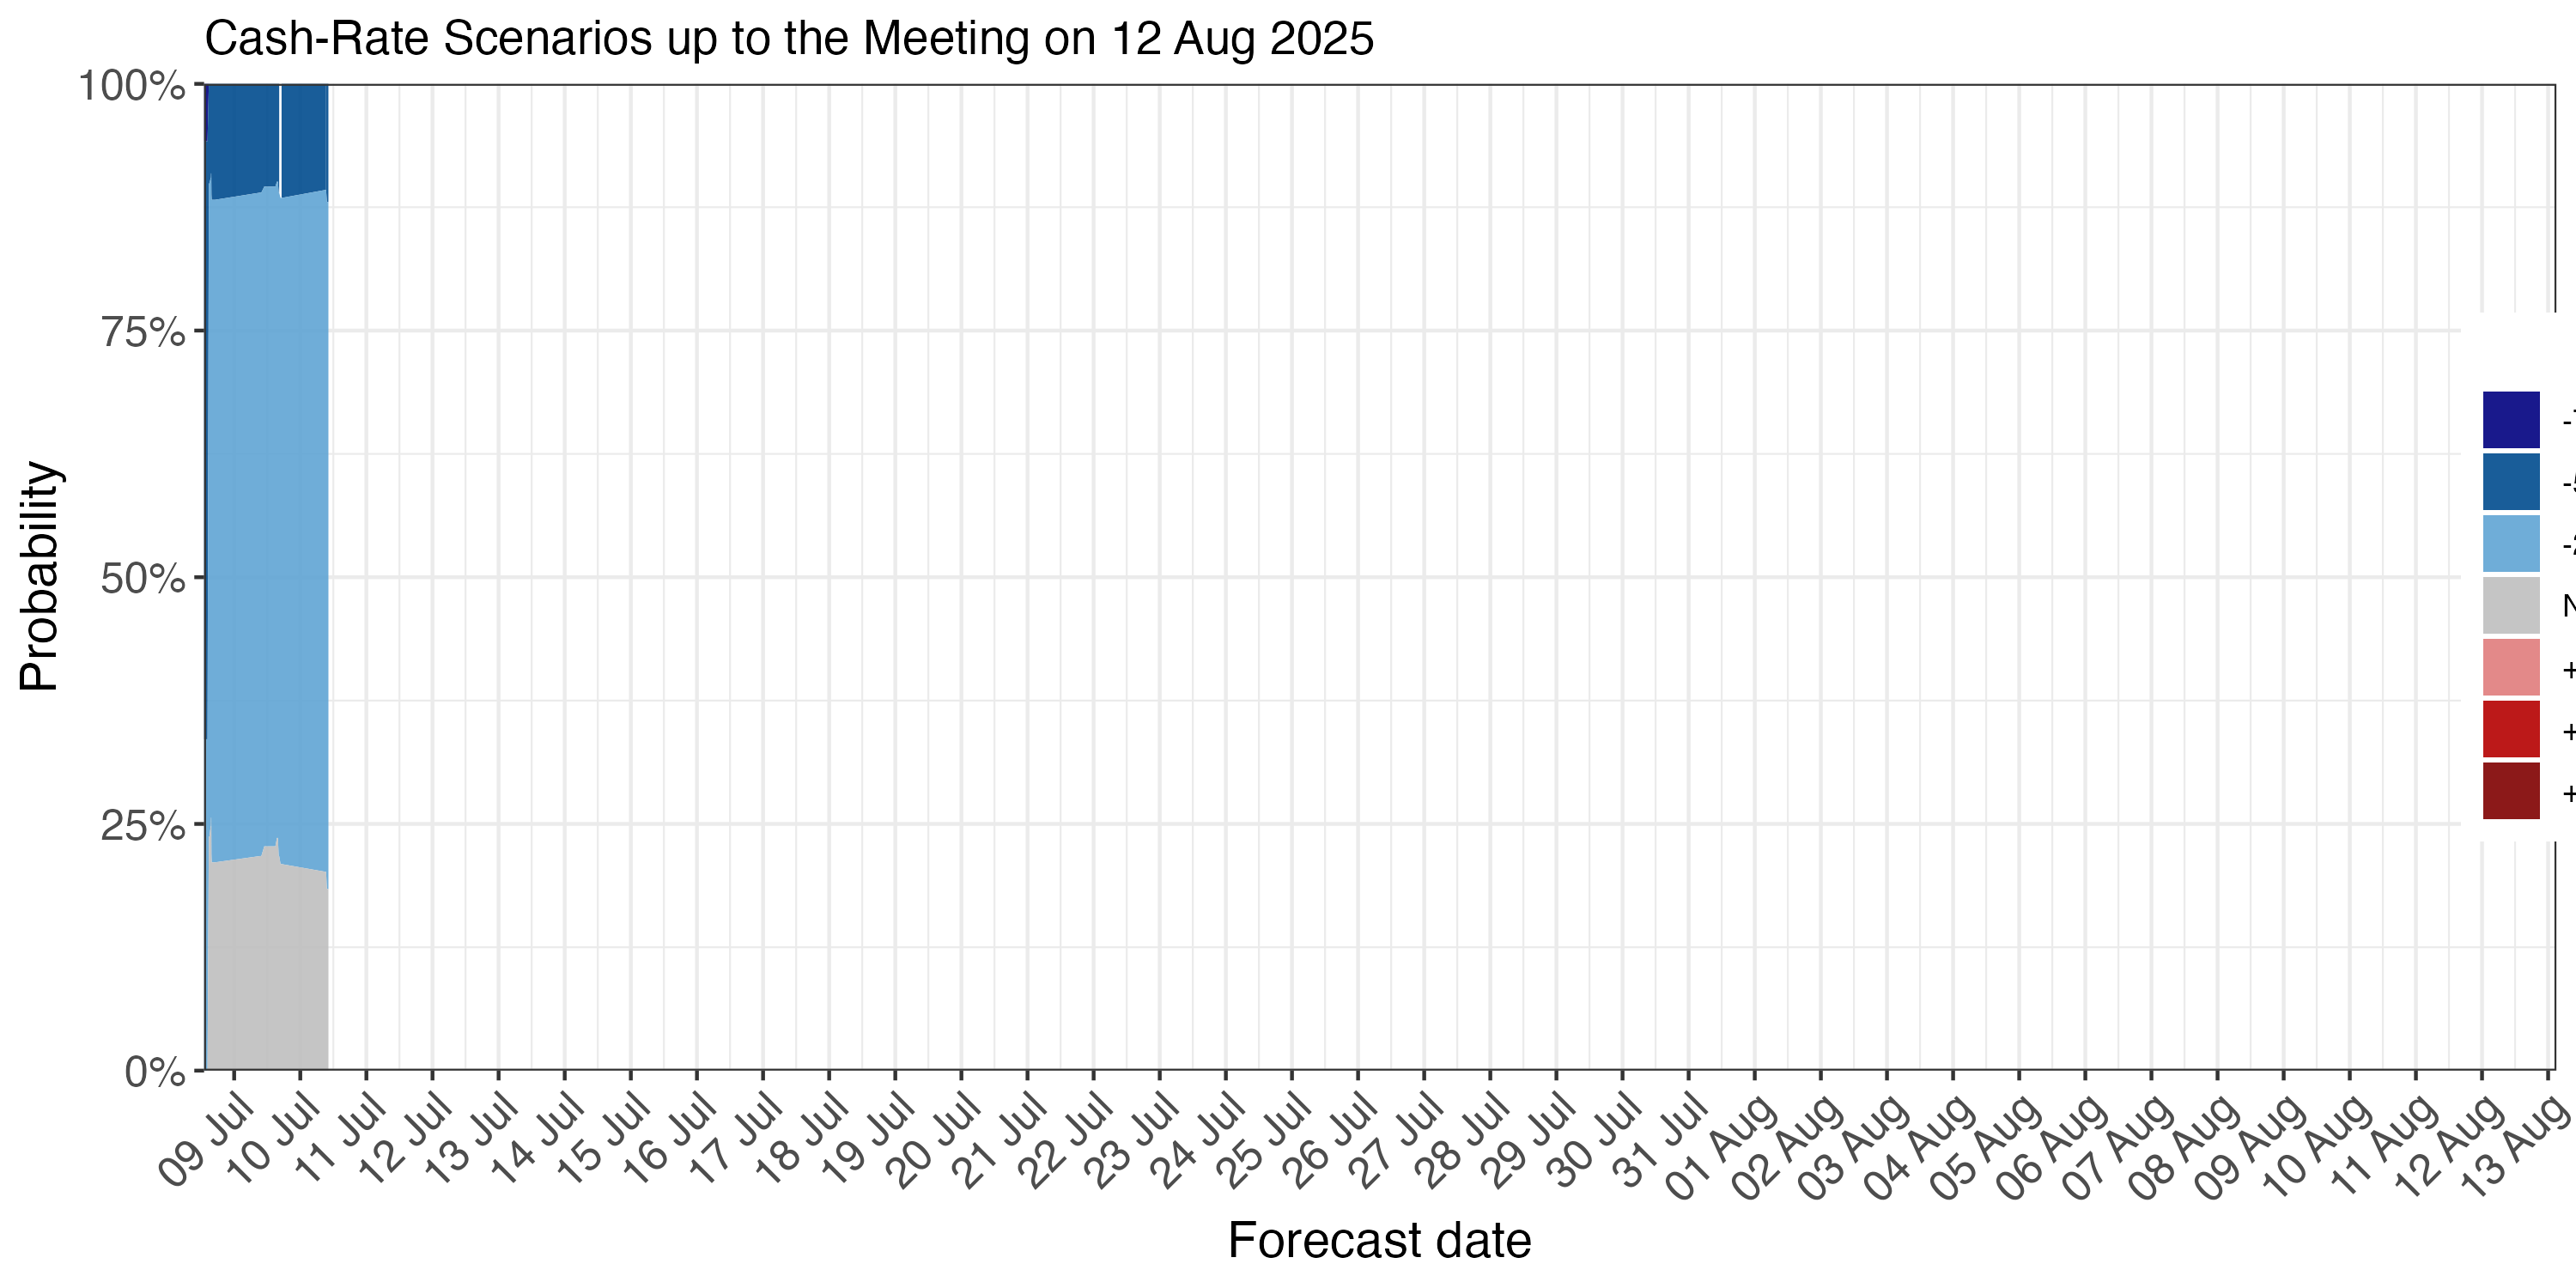 Cash-Rate Scenarios up to the Meeting on 12 Aug 2025
100%
75%
50%
25%
0%
Probability
-
-5
-2
N
+
+
+
09 Jul
10 Jul
11 Jul
12 Jul
13 Jul
14 Jul
15 Jul
16 Jul
17 Jul
18 Jul
19 Jul
20 Jul
21 Jul
22 Jul
23 Jul
24 Jul
25 Jul
26 Jul
27 Jul
28 Jul
29 Jul
30 Jul
31 Jul
01 Aug
02 Aug
03 Aug
04 Aug
05 Aug
06 Aug
07 Aug
08 Aug
09 Aug
10 Aug
11 Aug
12 Aug
13 Aug
Forecast date